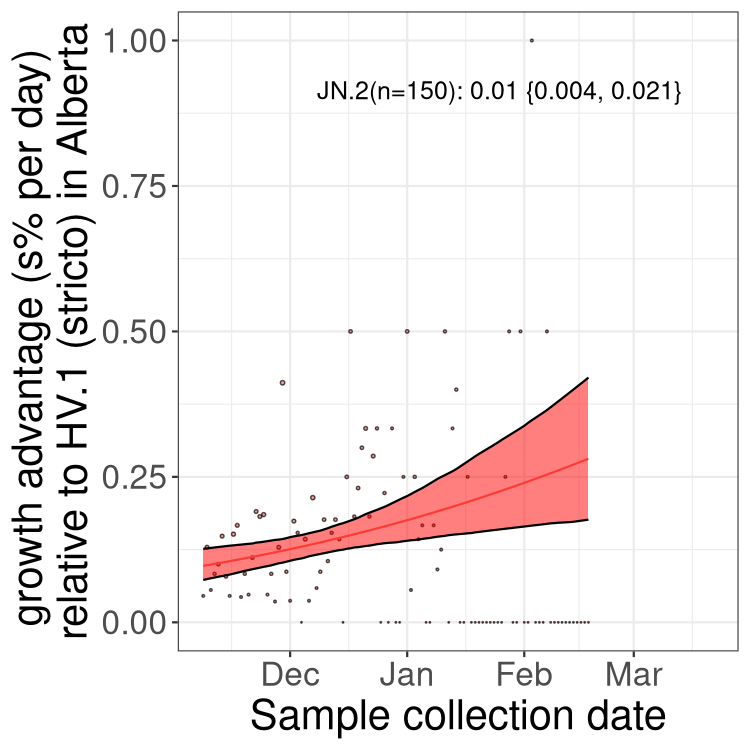 growth advantage (s% per day)
relative to HV.1 (stricto) in Alberta
1.00
0.75
0.50
0.25
0.00
JN.2(n=150): 0.01 {0.004, 0.021}
Dec Jan Feb Mar
Sample collection date